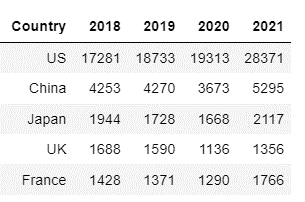 Country 2018 2019 2020 2021
US 17281 18733 19313 28371
China 4253 4270 3673 5295
Japan 1944 1728 1668 2117
UK 1688 1590 1136 1356
France 1428 1371 1290 1766